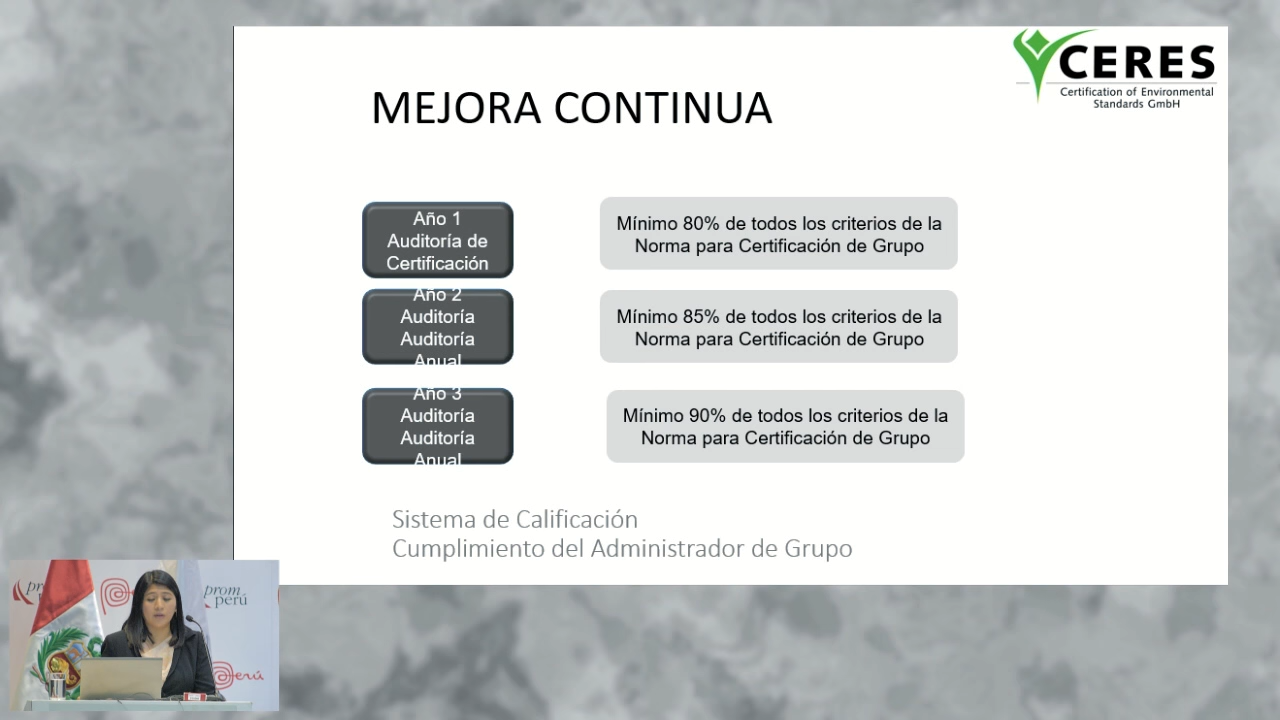 CERES
Certification of Environmental
Standards GmbH
MEJORA CONTINUA
Año 1
Auditoría de
Certificación
Mínimo 80% de todos los criterios de la
Norma para Certificación de Grupo
Año 2
Auditoría
Auditoría
Anual
Mínimo 85% de todos los criterios de la
Norma para Certificación de Grupo
Año 3
Auditoría
Auditoría
Anual
Mínimo 90% de todos los criterios de la
Norma para Certificación de Grupo
Sistema de Calificación
Cumplimiento del Administrador de Grupo
prom
perú